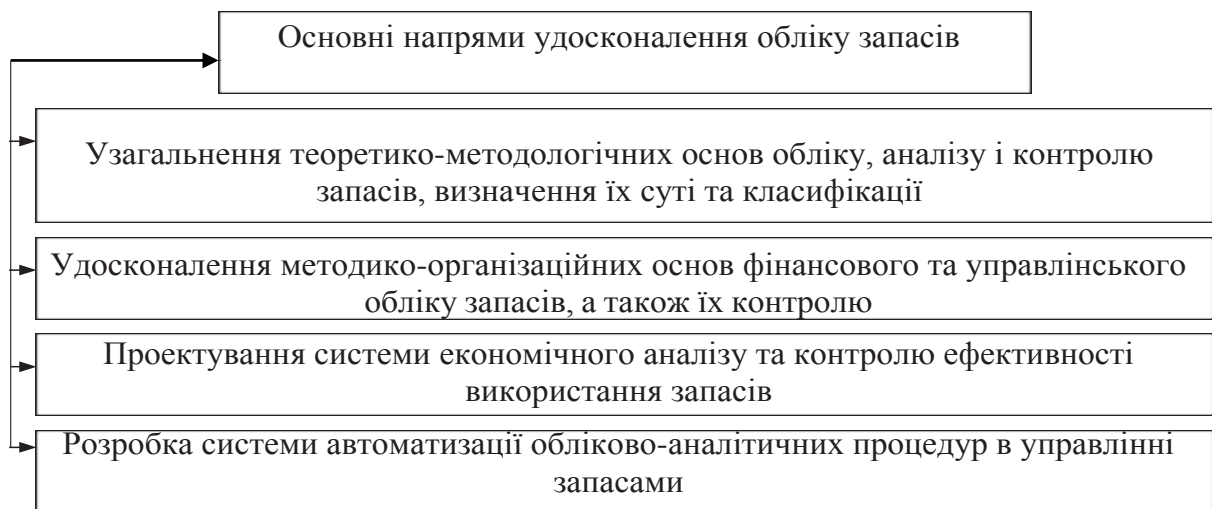 Основні напрями удосконалення обліку запасів
Узагальнення теоретико-методологічних основ обліку, аналізу і контролю
запасів, визначення їх суті та класифікації
Удосконалення методико-організаційних основ фінансового та управлінського
обліку запасів, а також їх контролю
Проектування системи економічного аналізу та контролю ефективності
використання запасів
Розробка системи автоматизації обліково-аналітичних процедур в управлінні
запасами